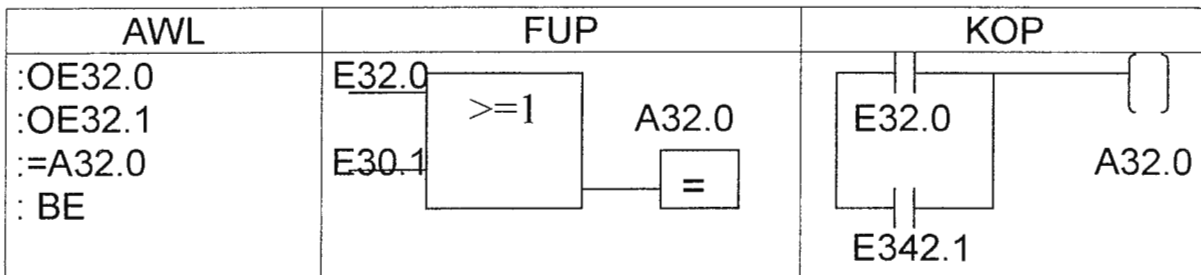 AWL FUP KOP
:OE32.0
:OE32.1
:=A32.0
: BE
E32.0
>=1
A32.0
E30.1
=
E32.0
A32.0
E342.1